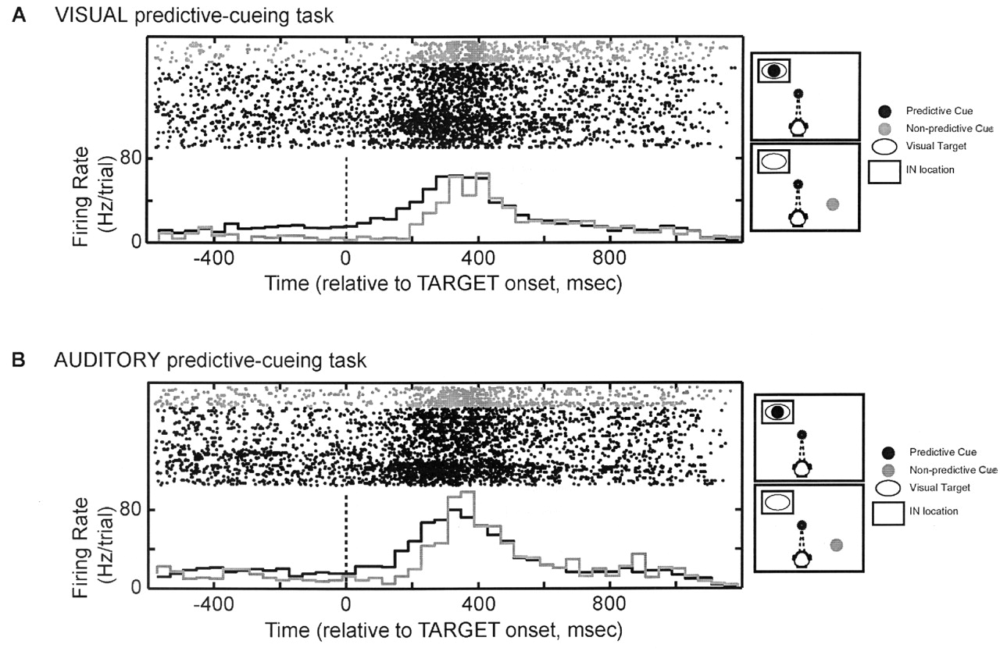 A VISUAL predictive-cueing task
Firing Rate
(Hz/trial)
80
0
-400 0 400 800
Time (relative to TARGET onset, msec)
Predictive Cue
Non-predictive Cue
Visual Target
IN location
B AUDITORY predictive-cueing task
Firing Rate
(Hz/trial)
80
0
-400 0 400 800
Time (relative to TARGET onset, msec)
Predictive Cue
Non-predictive Cue
Visual Target
IN location